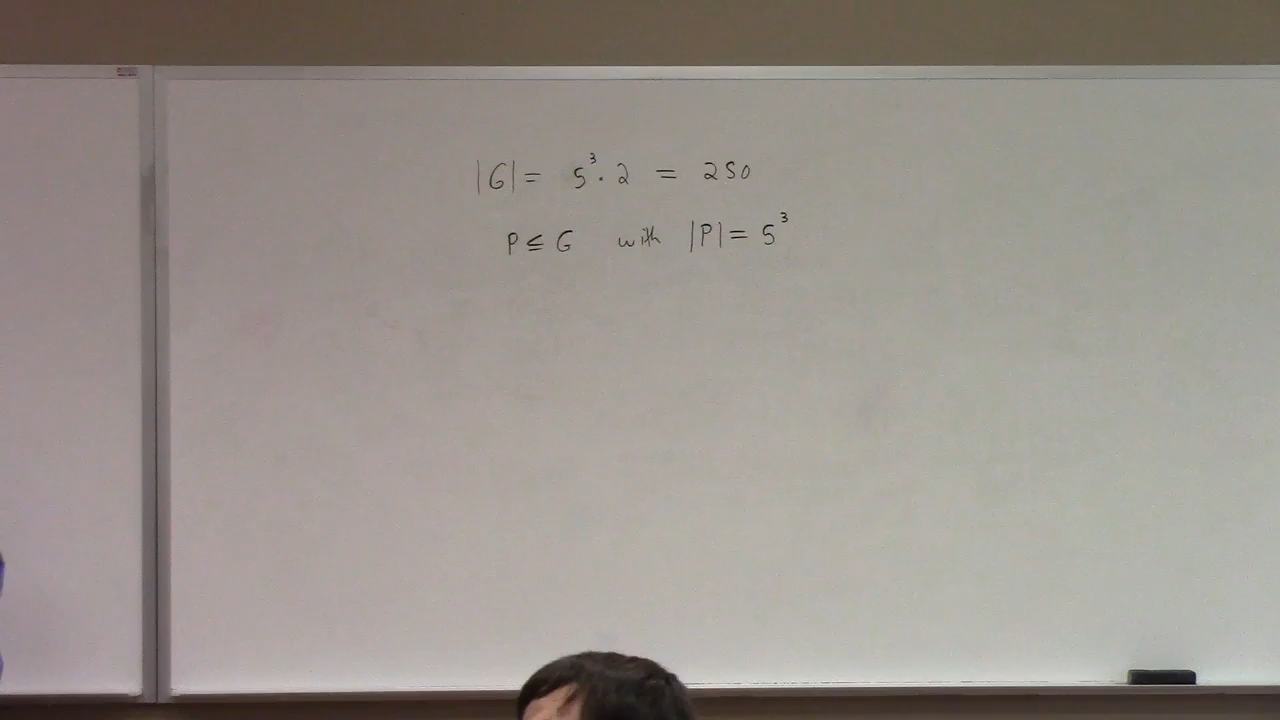 |G| = 5³ · 2 = 250
P ≤ G with |P| = 5³